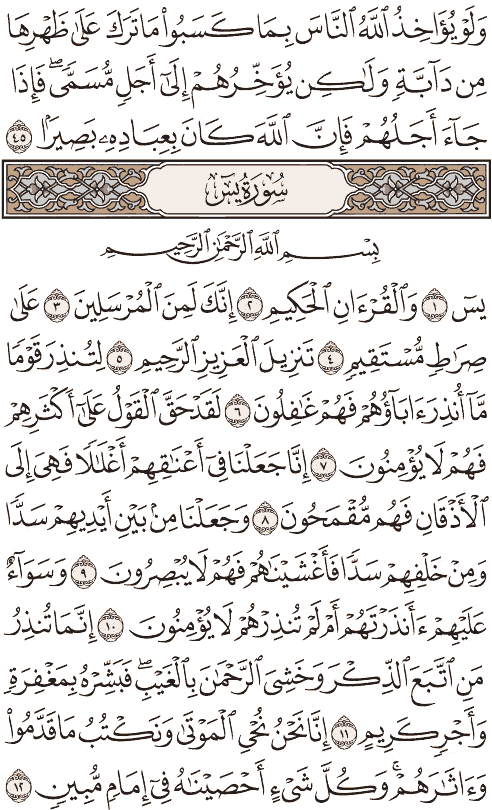 وَلَوْ يُؤَاخِذُ ٱللَّهُ ٱلنَّاسَ بِمَا كَسَبُوا۟ مَا تَرَكَ عَلَىٰ ظَهْرِهَا
مِن دَآبَّةٍ وَلَٰكِن يُؤَخِّرُهُمْ إِلَىٰٓ أَجَلٍ مُّسَمًّى ۖ فَإِذَا
جَآءَ أَجَلُهُمْ فَإِنَّ ٱللَّهَ كَانَ بِعِبَادِهِۦ بَصِيرًۢا ٤٥
سُورَةُ يسٓ
بِسْمِ ٱللَّهِ ٱلرَّحْمَٰنِ ٱلرَّحِيمِ
يسٓ ١ وَٱلْقُرْءَانِ ٱلْحَكِيمِ ٢ إِنَّكَ لَمِنَ ٱلْمُرْسَلِينَ ٣ عَلَىٰ
صِرَٰطٍ مُّسْتَقِيمٍ ٤ تَنزِيلَ ٱلْعَزِيزِ ٱلرَّحِيمِ ٥ لِتُنذِرَ قَوْمًا
مَّآ أُنذِرَ ءَابَآؤُهُمْ فَهُمْ غَٰفِلُونَ ٦ لَقَدْ حَقَّ ٱلْقَوْلُ عَلَىٰٓ أَكْثَرِهِمْ
فَهُمْ لَا يُؤْمِنُونَ ٧ إِنَّا جَعَلْنَا فِىٓ أَعْنَٰقِهِمْ أَغْلَٰلًا فَهِىَ إِلَى
ٱلْأَذْقَانِ فَهُم مُّقْمَحُونَ ٨ وَجَعَلْنَا مِنۢ بَيْنِ أَيْدِيهِمْ سَدًّا
وَمِنْ خَلْفِهِمْ سَدًّا فَأَغْشَيْنَٰهُمْ فَهُمْ لَا يُبْصِرُونَ ٩ وَسَوَآءٌ
عَلَيْهِمْ ءَأَنذَرْتَهُمْ أَمْ لَمْ تُنذِرْهُمْ لَا يُؤْمِنُونَ ١٠ إِنَّمَا تُنذِرُ
مَنِ ٱتَّبَعَ ٱلذِّكْرَ وَخَشِىَ ٱلرَّحْمَٰنَ بِٱلْغَيْبِ ۖ فَبَشِّرْهُ بِمَغْفِرَةٍ
وَأَجْرٍ كَرِيمٍ ١١ إِنَّا نَحْنُ نُحْىِ ٱلْمَوْتَىٰ وَنَكْتُبُ مَا قَدَّمُوا۟
وَءَاثَٰرَهُمْ ۚ وَكُلَّ شَىْءٍ أَحْصَيْنَٰهُ فِىٓ إِمَامٍ مُّبِينٍ ١٢